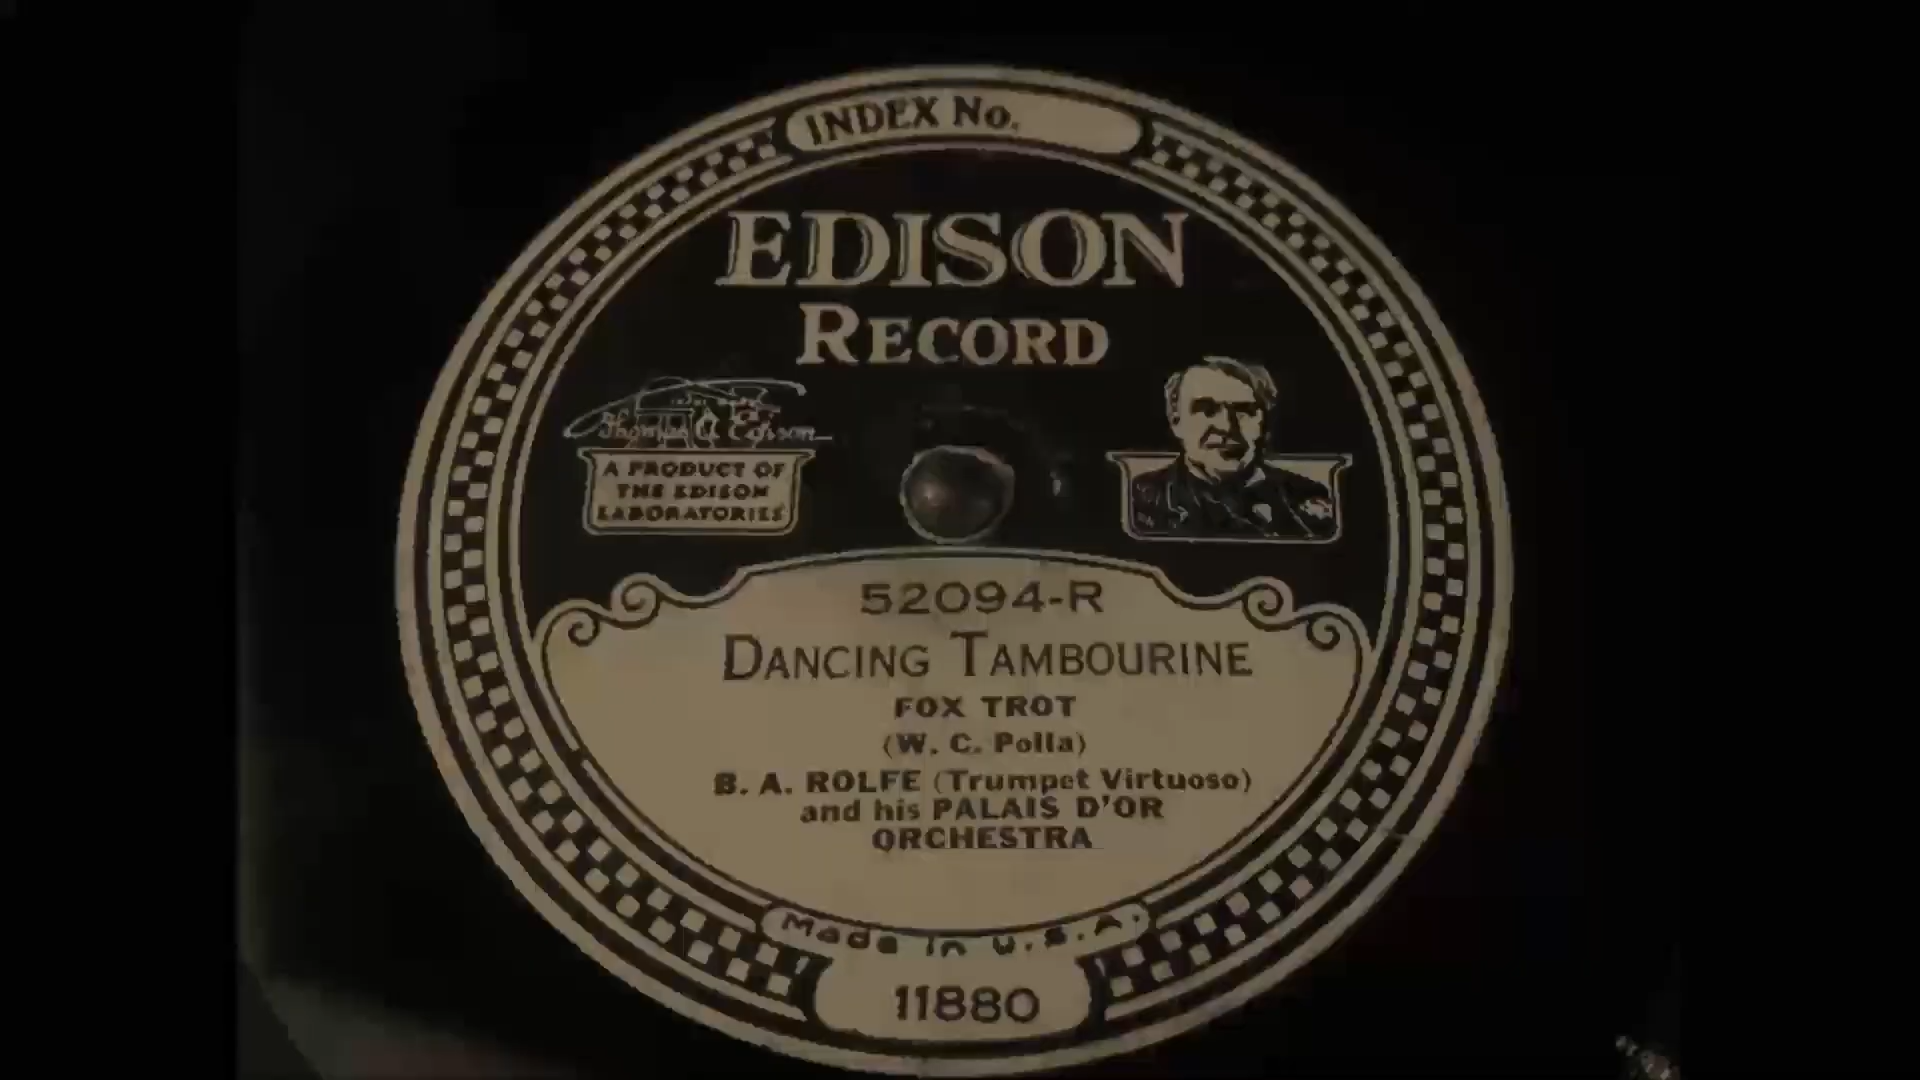 INDEX No.
EDISON
RECORD
Thomas A Edison
A PRODUCT OF
THE EDISON
LABORATORIES
52094-R
DANCING TAMBOURINE
FOX TROT
(W. C. Polla)
B. A. ROLFE (Trumpet Virtuoso)
and his PALAIS D'OR
ORCHESTRA
Made in U.S.A.
11880